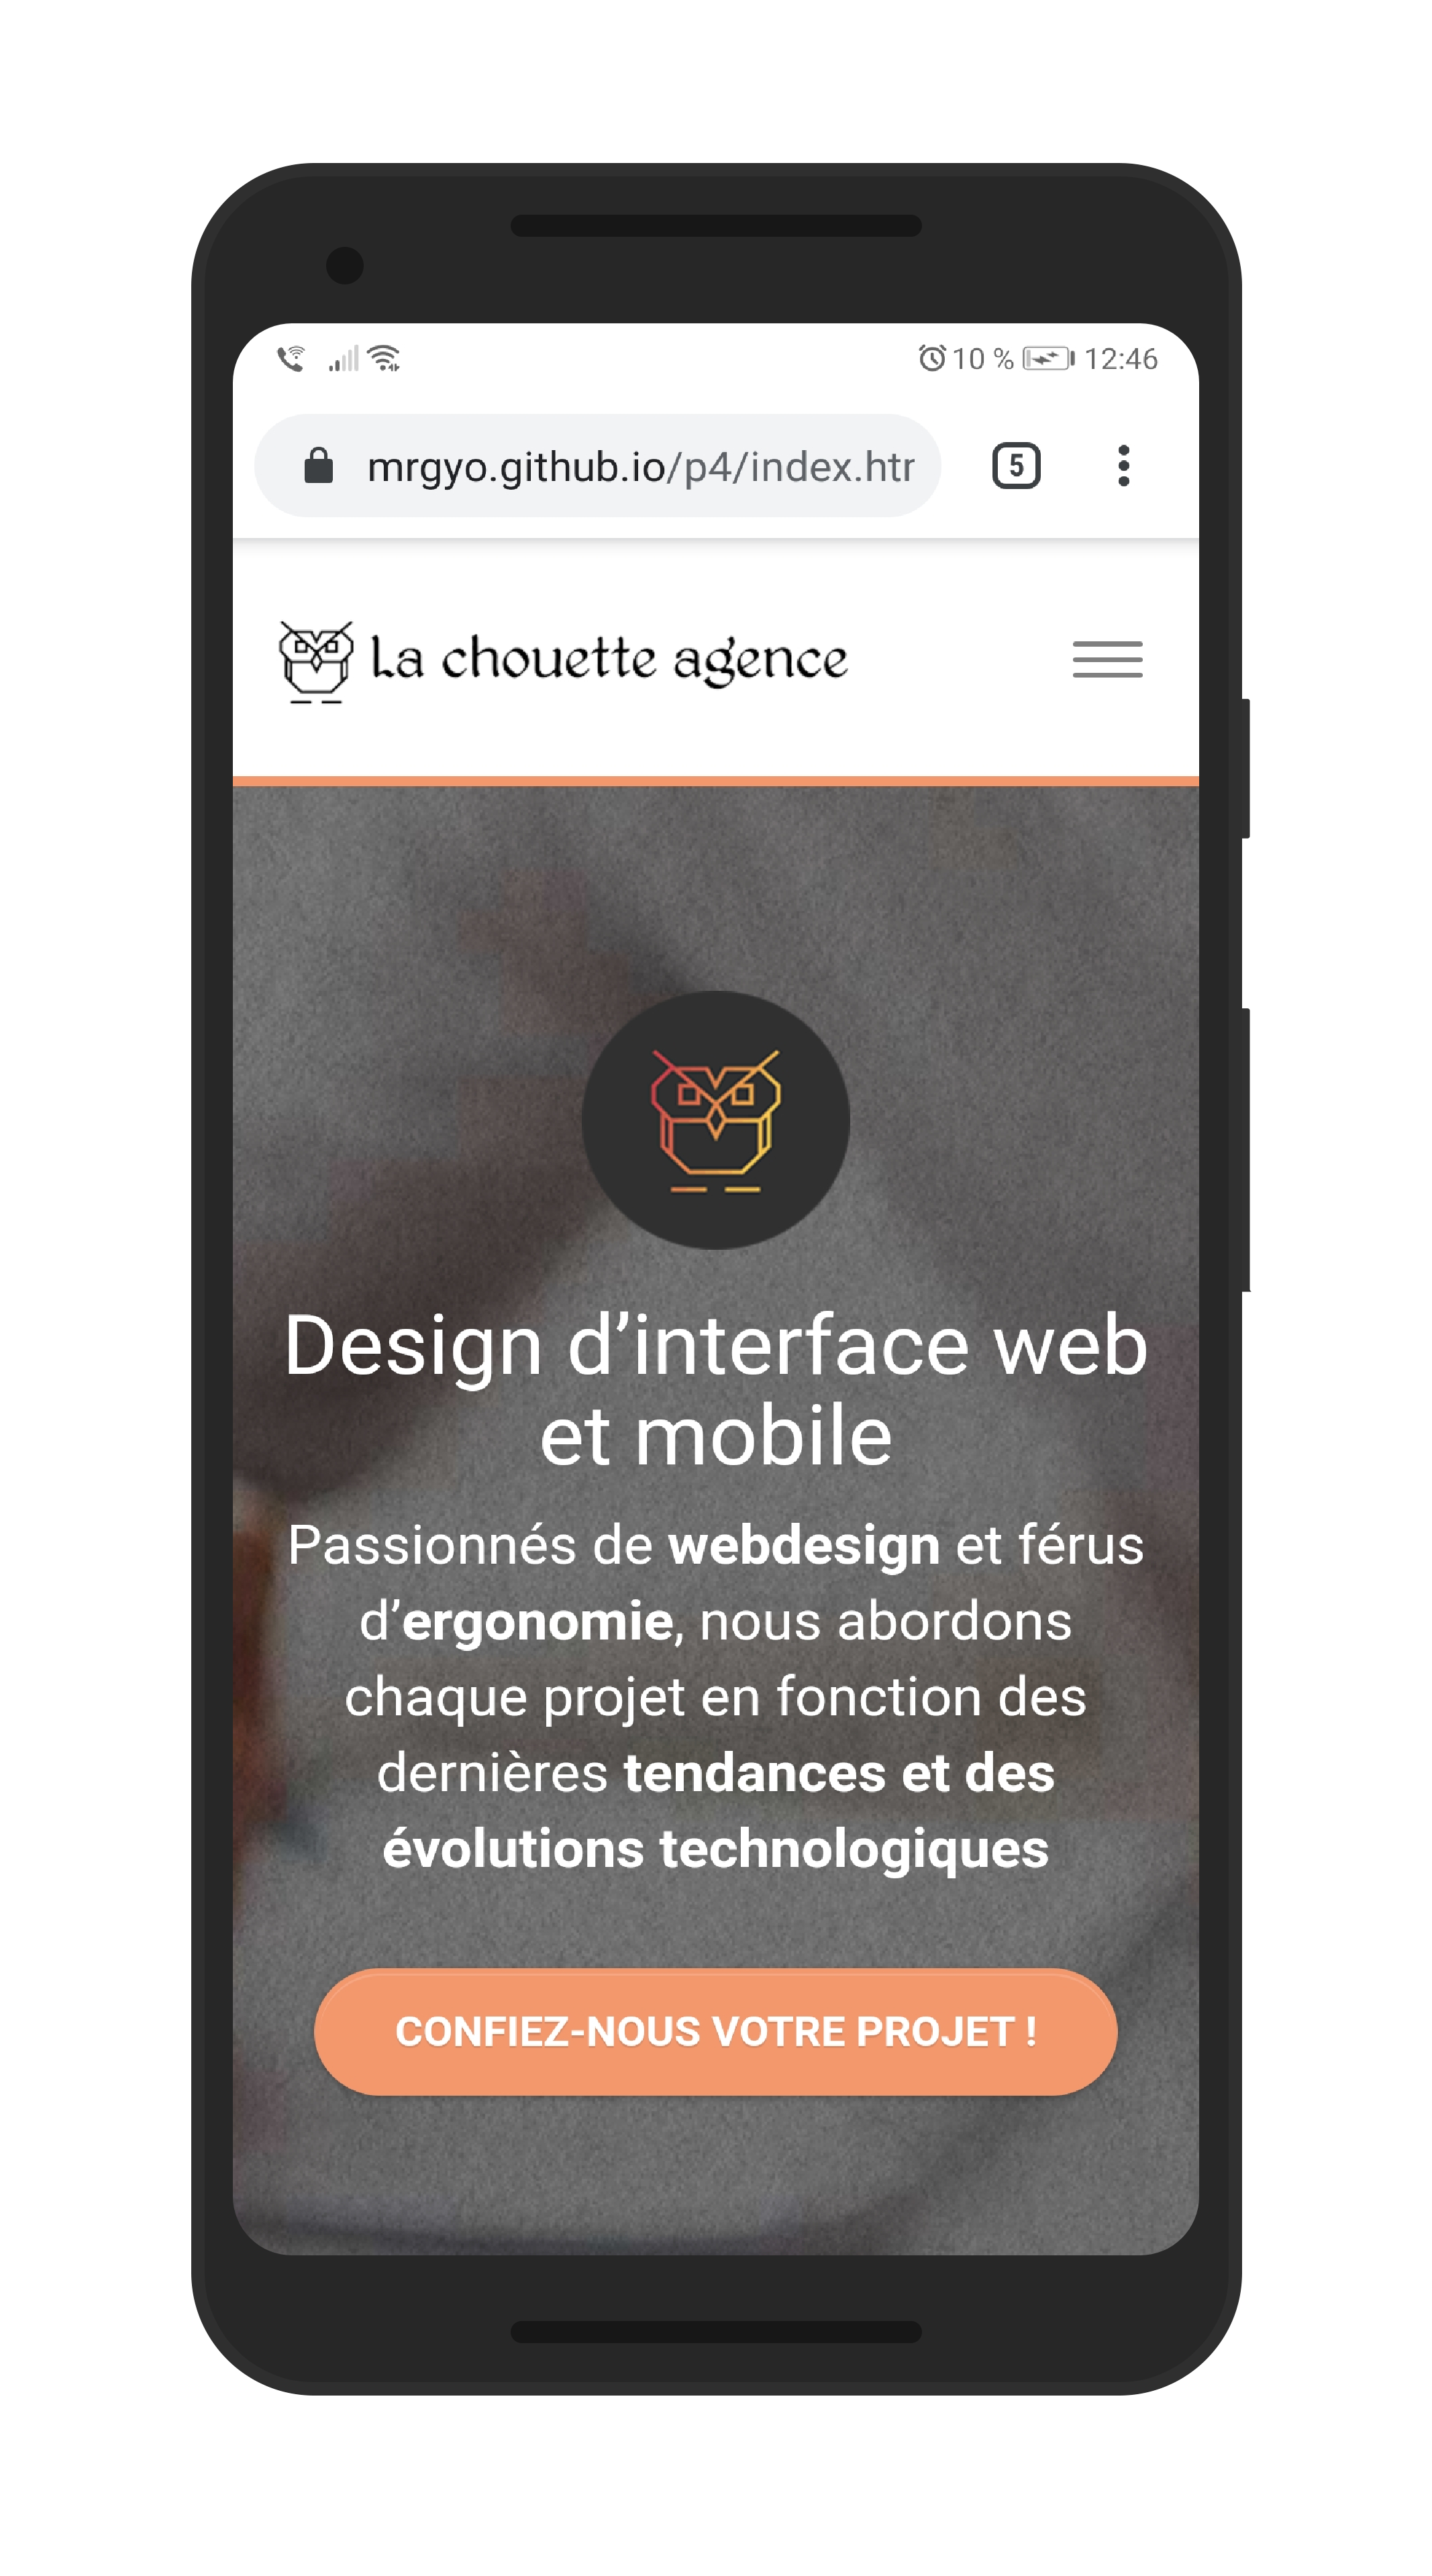 10 % 12:46
mrgyo.github.io/p4/index.htr 5
La chouette agence
Design d’interface web
et mobile
Passionnés de webdesign et férus
d’ergonomie, nous abordons
chaque projet en fonction des
dernières tendances et des
évolutions technologiques
CONFIEZ-NOUS VOTRE PROJET !